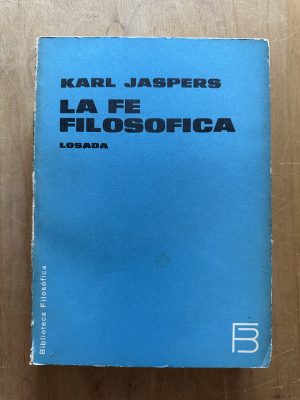 KARL JASPERS
LA FE
FILOSOFICA
LOSADA
Biblioteca Filosófica